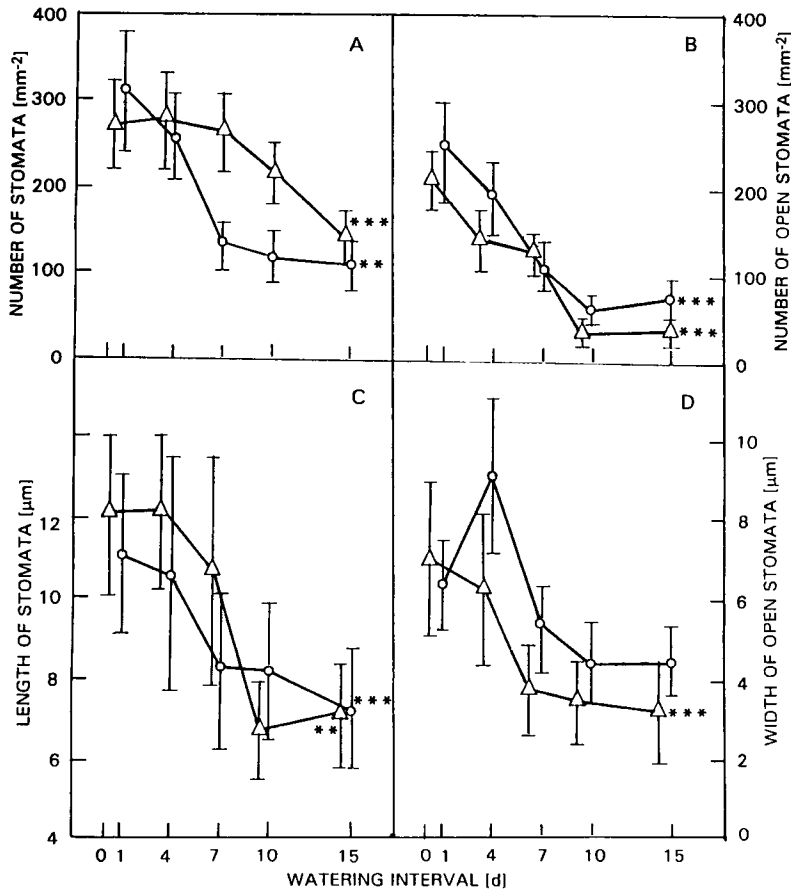 NUMBER OF STOMATA [mm-2]
400
300
200
100
0
A
***
**
B
***
***
400
300
200
100
0
NUMBER OF OPEN STOMATA [mm-2]
LENGTH OF STOMATA [µm]
12
10
8
6
4
C
***
**
D
***
10
8
6
4
2
0
WIDTH OF OPEN STOMATA [µm]
0 1 4 7 10 15
0 1 4 7 10 15
WATERING INTERVAL [d]